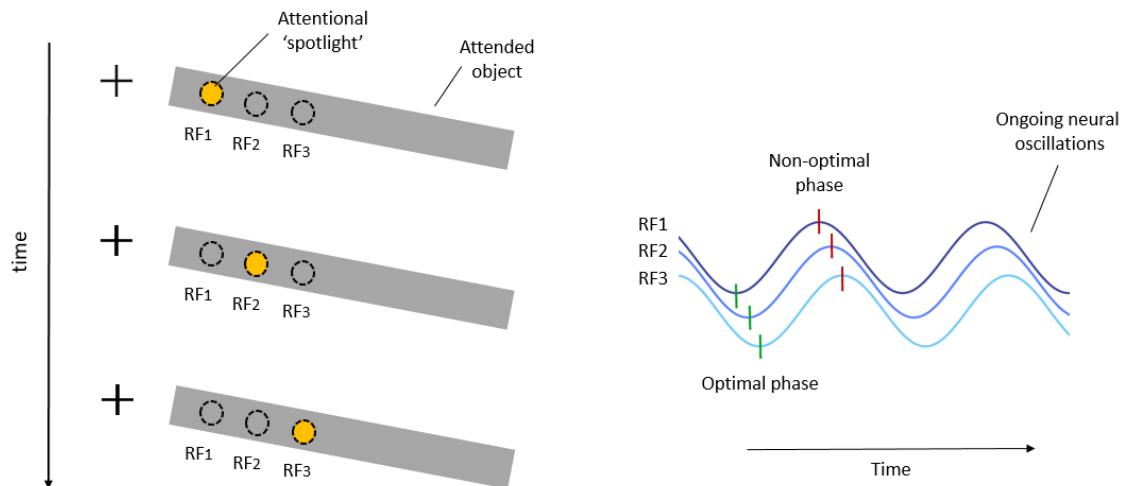 Attentional
‘spotlight’
Attended
object
RF1
RF2
RF3
time
RF1
RF2
RF3
RF1
RF2
RF3
Ongoing neural
oscillations
Non-optimal
phase
RF1
RF2
RF3
Optimal phase
Time